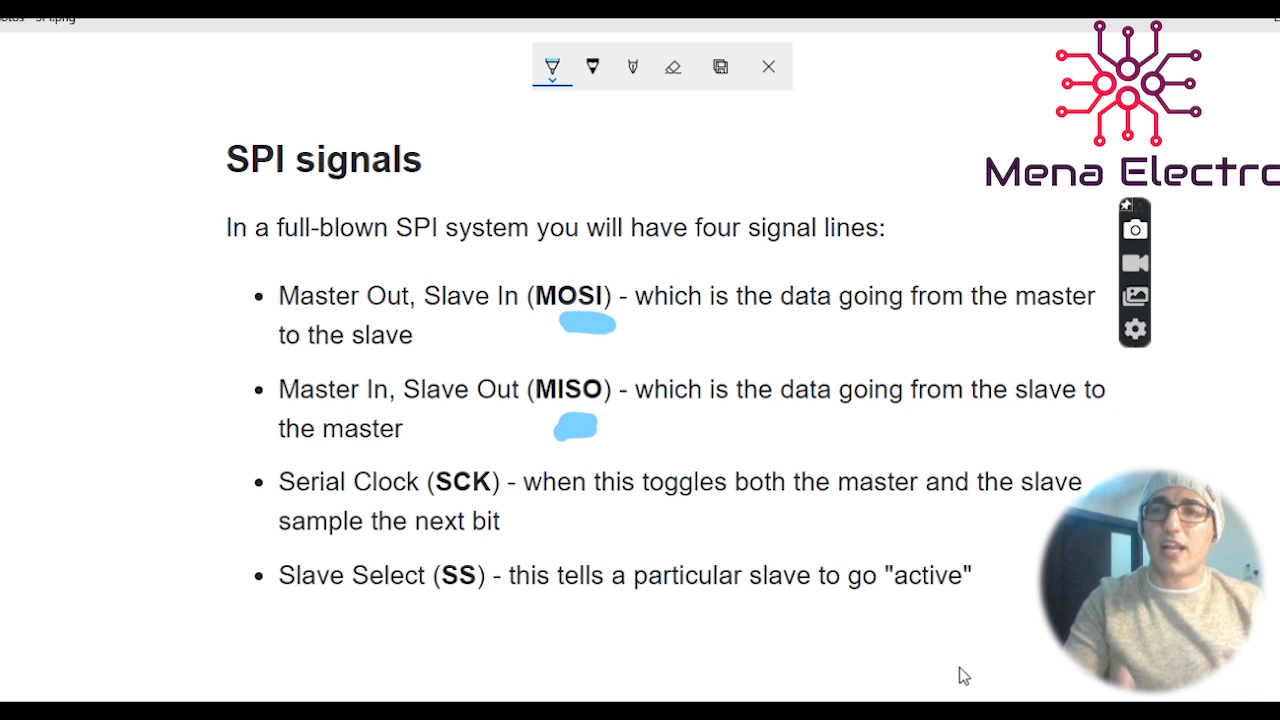 SPI signals
Mena Electro
In a full-blown SPI system you will have four signal lines:
• Master Out, Slave In (MOSI) - which is the data going from the master
to the slave
• Master In, Slave Out (MISO) - which is the data going from the slave to
the master
• Serial Clock (SCK) - when this toggles both the master and the slave
sample the next bit
• Slave Select (SS) - this tells a particular slave to go "active"